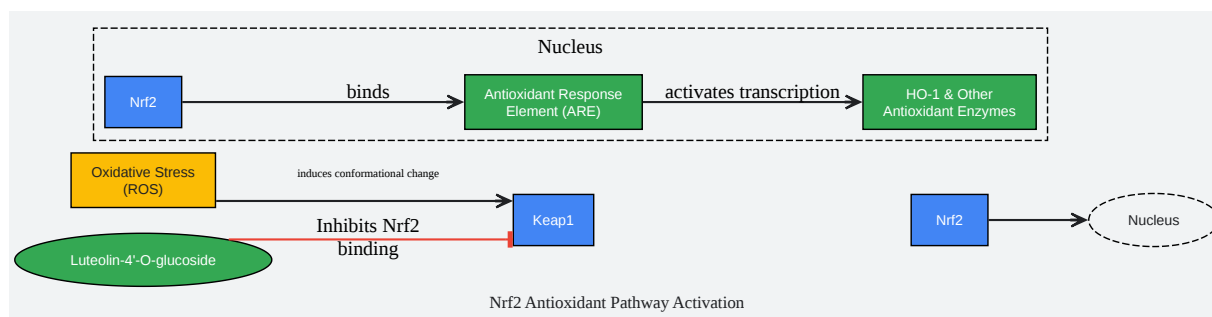 Nucleus
Nrf2
binds
Antioxidant Response
Element (ARE)
activates transcription
HO-1 & Other
Antioxidant Enzymes
Oxidative Stress
(ROS)
induces conformational change
Keap1
Inhibits Nrf2
binding
Luteolin-4'-O-glucoside
Nrf2
Nucleus
Nrf2 Antioxidant Pathway Activation